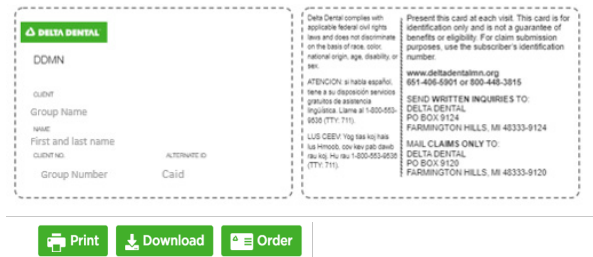 DELTA DENTAL
DDMN
CLIENT
Group Name
NAME
First and last name
CLIENT NO. ALTERNATE ID
Group Number Caid
Delta Dental complies with
applicable federal civil rights
laws and does not discriminate
on the basis of race, color,
national origin, age, disability, or
sex.
ATENCION: si habla español,
tiene a su disposición servicios
gratuitos de asistencia
lingüística. Llame al 1-800-553-
9536 (TTY: 711).
LUS CEEV: Yog tias koj hais
lus Hmoob, cov kev pab dawb
rau koj. Hu rau 1-800-553-9536
(TTY: 711).
Present this card at each visit. This card is for
identification only and is not a guarantee of
benefits or eligibility. For claim submission
purposes, use the subscriber's identification
number.
www.deltadentalmn.org
651-406-5901 or 800-448-3815
SEND WRITTEN INQUIRIES TO:
DELTA DENTAL
PO BOX 9124
FARMINGTON HILLS, MI 48333-9124
MAIL CLAIMS ONLY TO:
DELTA DENTAL
PO BOX 9120
FARMINGTON HILLS, MI 48333-9120
Print Download Order